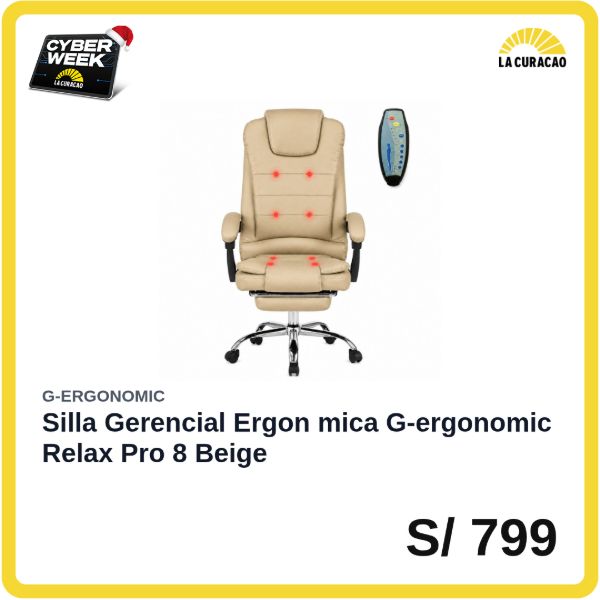 CYBER
WEEK
LA CURACAO
LA CURACAO
G-ERGONOMIC
Silla Gerencial Ergon mica G-ergonomic
Relax Pro 8 Beige
S/ 799